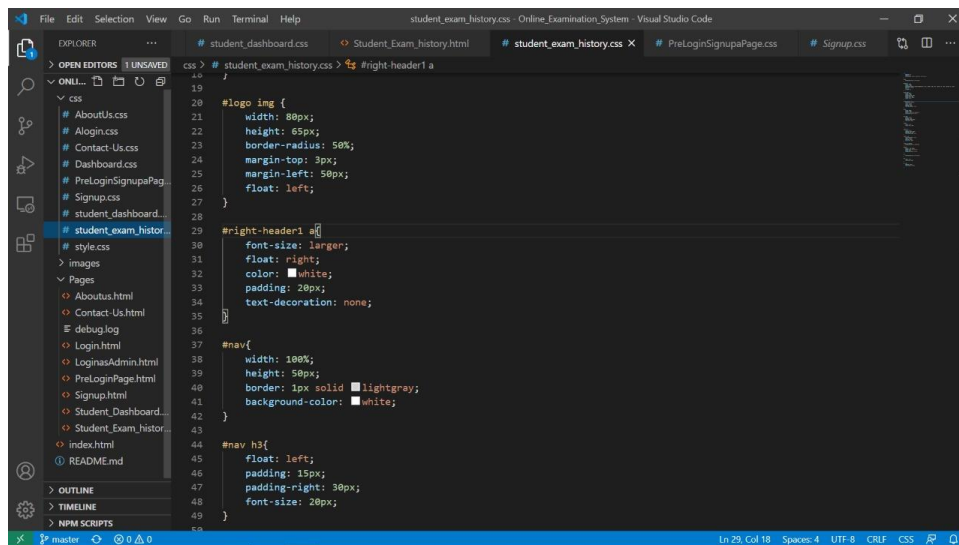 File Edit Selection View Go Run Terminal Help
student_exam_history.css - Online_Examination_System - Visual Studio Code
EXPLORER ...
# student_dashboard.css <> Student_Exam_history.html # student_exam_history.css × # PreLoginSignupaPage.css # Signup.css ...
1
> OPEN EDITORS 1 UNSAVED
css > # student_exam_history.css > #right-header1 a
ONLI...
css
# AboutUs.css
# Alogin.css
# Contact-Us.css
# Dashboard.css
# PreLoginSignupaPag...
# Signup.css
# student_dashboard....
# student_exam_histor...
# style.css
> images
Pages
<> Aboutus.html
<> Contact-Us.html
debug.log
<> Login.html
<> LoginasAdmin.html
<> PreLoginPage.html
<> Signup.html
<> Student_Dashboard....
<> Student_Exam_histor...
<> index.html
README.md
> OUTLINE
> TIMELINE
> NPM SCRIPTS
18 }
19
20 #logo img {
21 width: 80px;
22 height: 65px;
23 border-radius: 50%;
24 margin-top: 3px;
25 margin-left: 50px;
26 float: left;
27 }
28
29 #right-header1 a{
30 font-size: larger;
31 float: right;
32 color: white;
33 padding: 20px;
34 text-decoration: none;
35 }
36
37 #nav{
38 width: 100%;
39 height: 50px;
40 border: 1px solid lightgray;
41 background-color: white;
42 }
43
44 #nav h3{
45 float: left;
46 padding: 15px;
47 padding-right: 30px;
48 font-size: 20px;
49 }
50
master 0 0 Ln 29, Col 18 Spaces: 4 UTF-8 CRLF CSS